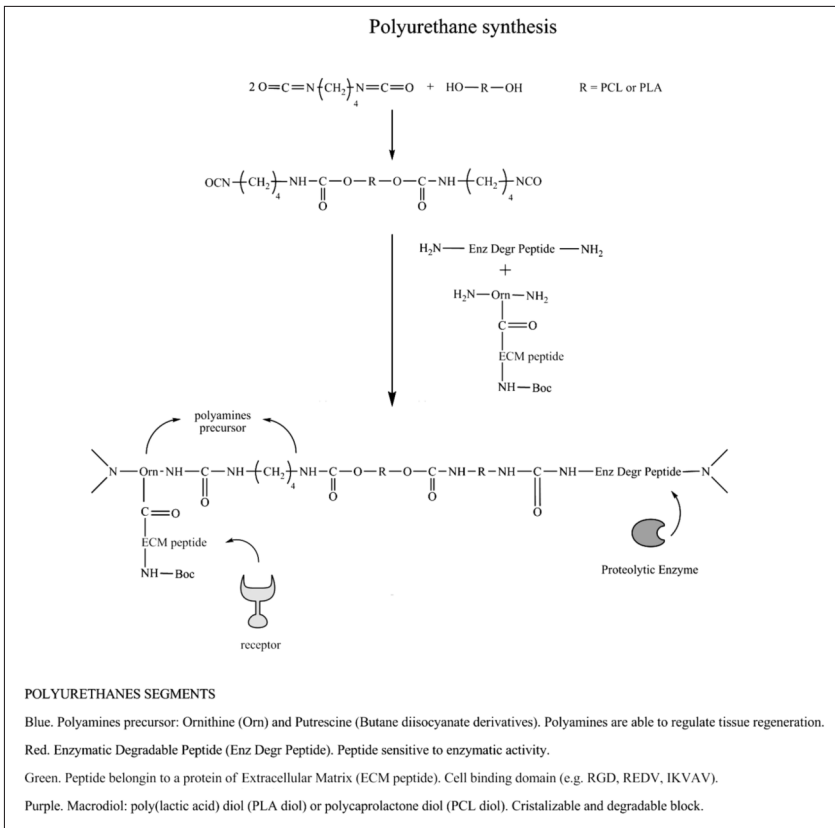 Polyurethane synthesis
2 O=C=N-(CH2)4-N=C=O + HO-R-OH R = PCL or PLA
OCN-(CH2)4-NH-C-O-R-O-C-NH-(CH2)4-NCO
O O
H2N— Enz Degr Peptide —NH2
+
H2N—Orn—NH2
C=O
ECM peptide
NH—Boc
polyamines
precursor
N—Orn-NH-C-NH-(CH2)4-NH-C-O-R-O-C-NH-R-NH-C-NH-Enz Degr Peptide-N
O O O O
C=O
ECM peptide
NH—Boc
Proteolytic Enzyme
receptor
POLYURETHANES SEGMENTS
Blue. Polyamines precursor: Ornithine (Orn) and Putrescine (Butane diisocyanate derivatives). Polyamines are able to regulate tissue regeneration.
Red. Enzymatic Degradable Peptide (Enz Degr Peptide). Peptide sensitive to enzymatic activity.
Green. Peptide belongin to a protein of Extracellular Matrix (ECM peptide). Cell binding domain (e.g. RGD, REDV, IKVAV).
Purple. Macrodiol: poly(lactic acid) diol (PLA diol) or polycaprolactone diol (PCL diol). Cristalizable and degradable block.